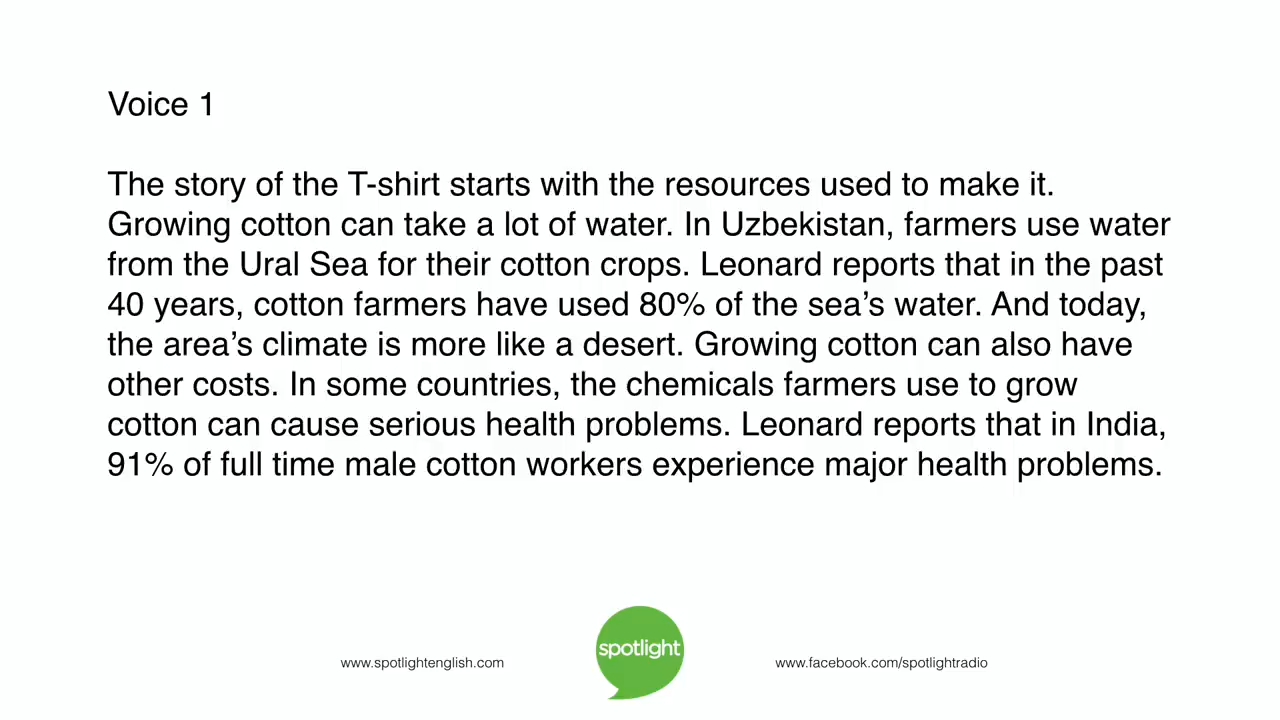 Voice 1
The story of the T-shirt starts with the resources used to make it.
Growing cotton can take a lot of water. In Uzbekistan, farmers use water
from the Ural Sea for their cotton crops. Leonard reports that in the past
40 years, cotton farmers have used 80% of the sea’s water. And today,
the area’s climate is more like a desert. Growing cotton can also have
other costs. In some countries, the chemicals farmers use to grow
cotton can cause serious health problems. Leonard reports that in India,
91% of full time male cotton workers experience major health problems.
www.spotlightenglish.com
spotlight
www.facebook.com/spotlightradio